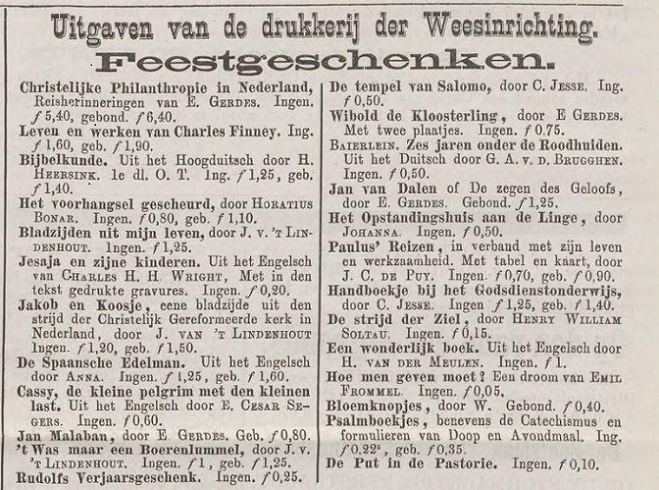 Uitgaven van de drukkerij der Weesinrichting.
Feestgeschenken.
Christelijke Philanthropie in Nederland,
Reisherinneringen van E. GERDES. Ingen.
ƒ 5,40, gebond. ƒ 6,40.
Leven en werken van Charles Finney. Ing.
ƒ 1,60, geb. ƒ 1,90.
Bijbelkunde. Uit het Hoogduitsch door H.
HEERSINK. 1e dl. O. T. Ing. ƒ 1,25, geb.
ƒ 1,40.
Het voorhangsel gescheurd, door HORATIUS
BONAR. Ingen. ƒ 0,80, geb. ƒ 1,10.
Bladzijden uit mijn leven, door J. v. 'T LIN-
DENHOUT. Ingen. ƒ 1,25.
Jesaja en zijne kinderen. Uit het Engelsch
van CHARLES H. H. WRIGHT, Met in den
tekst gedrukte gravures. Ingen. ƒ 0,20.
Jakob en Koosje, eene bladzijde uit den
strijd der Christelijk Gereformeerde kerk in
Nederland, door J. VAN 'T LINDENHOUT
Ingen. ƒ 1,20, geb. ƒ 1,50.
De Spaansche Edelman. Uit het Engelsch
door ANNA. Ingen. ƒ 1,25, geb. ƒ 1,60.
Cassy, de kleine pelgrim met den kleinen
last. Uit het Engelsch door E. CESAR SE-
GERS. Ingen. ƒ 0,60.
Jan Malaban, door E. GERDES. Geb. ƒ 0,80.
't Was maar een Boerenlummel, door J. v.
'T LINDENHOUT. Ingen. ƒ 1, geb. ƒ 1,25.
Rudolfs Verjaarsgeschenk. Ingen. ƒ 0,25.
De tempel van Salomo, door C. JESSE. Ing.
ƒ 0,50.
Wibold de Kloosterling, door E GERDES.
Met twee plaatjes. Ingen. ƒ 0.75.
BAIERLEIN. Zes jaren onder de Roodhuiden.
Uit het Duitsch door G. A. v. D. BRUGGHEN.
Ingen. ƒ 0,50.
Jan van Dalen of De zegen des Geloofs,
door E. GERDES. Gebond. ƒ 1,25.
Het Opstandingshuis aan de Linge, door
JOHANNA. Ingen. ƒ 0,50.
Paulus' Reizen, in verband met zijn leven
en werkzaamheid. Met tabel en kaart, door
J. C. DE PUY. Ingen. ƒ 0,70, geb. ƒ 0,90.
Handboekje bij het Godsdienstonderwijs,
door C. JESSE. Ingen ƒ 1,25, geb. ƒ 1,40.
De strijd der Ziel, door HENRY WILLIAM
SOLTAU. Ingen. ƒ 0,15.
Een wonderlijk boek. Uit het Engelsch door
H. VAN DER MEULEN. Ingen. ƒ 1.
Hoe men geven moet? Een droom van EMIL
FROMMEL. Ingen. ƒ 0,05.
Bloemknopjes, door W. Gebond. ƒ 0,40.
Psalmboekjes, benevens de Catechismus en
formulieren van Doop en Avondmaal. Ing.
ƒ 0.22⁵, geb. ƒ 0,35.
De Put in de Pastorie. Ingen. ƒ 0,10.